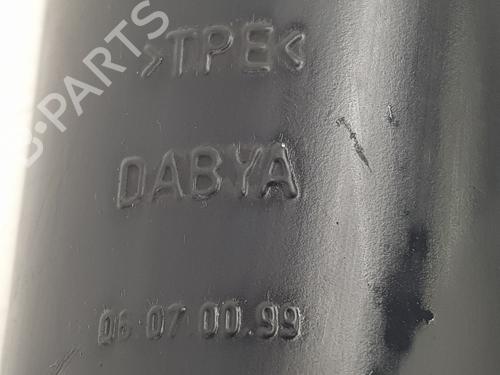 B-PARTS
>TPE<
DABYA
06.07.00.99